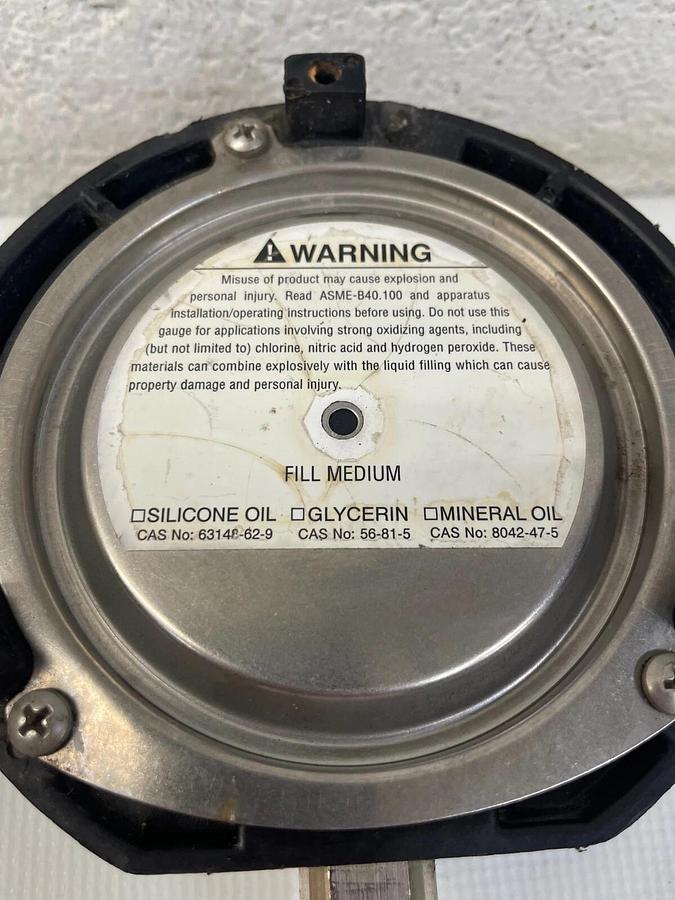 WARNING
Misuse of product may cause explosion and
personal injury. Read ASME-B40.100 and apparatus
installation/operating instructions before using. Do not use this
gauge for applications involving strong oxidizing agents, including
(but not limited to) chlorine, nitric acid and hydrogen peroxide. These
materials can combine explosively with the liquid filling which can cause
property damage and personal injury.
FILL MEDIUM
☐SILICONE OIL ☐GLYCERIN ☐MINERAL OIL
CAS No: 63148-62-9 CAS No: 56-81-5 CAS No: 8042-47-5